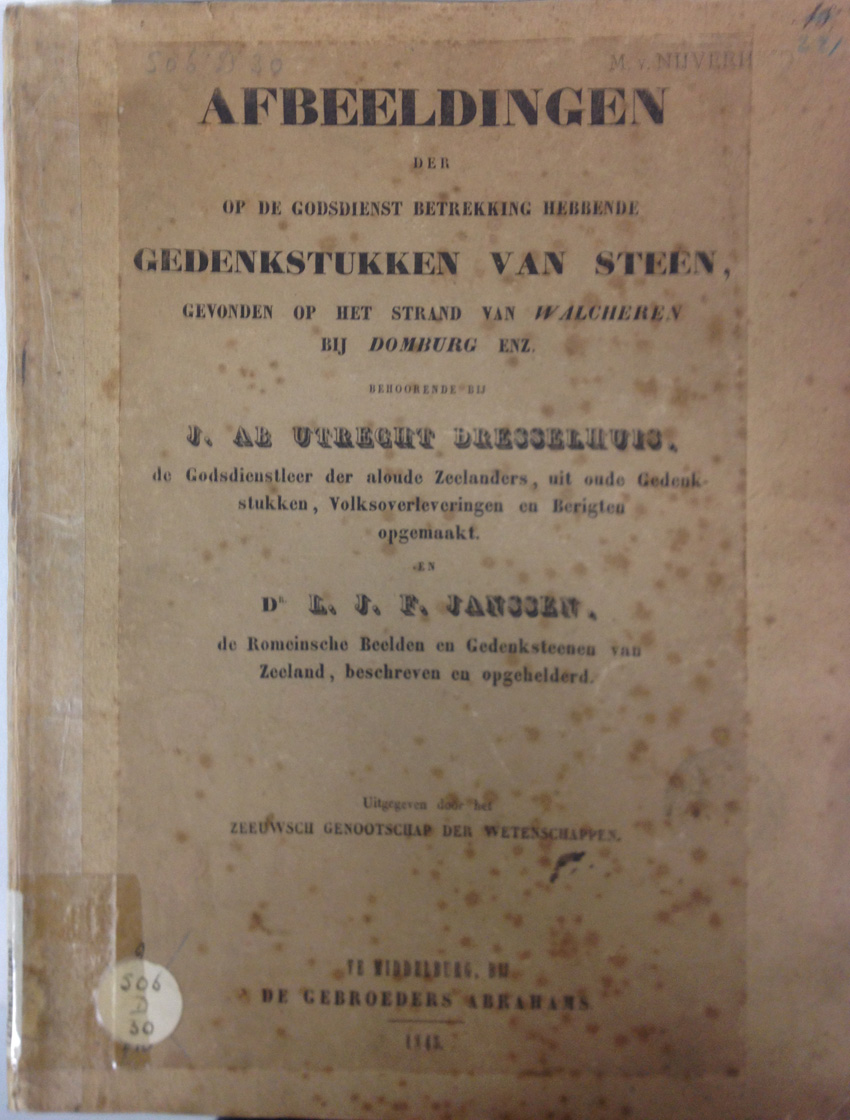 506 D 30
M. v. NIJVERH
AFBEELDINGEN
DER
OP DE GODSDIENST BETREKKING HEBBENDE
GEDENKSTUKKEN VAN STEEN,
GEVONDEN OP HET STRAND VAN WALCHEREN
BIJ DOMBURG ENZ.
BEHOORENDE BIJ
J. AB UTRECHT DRESSELHUIS,
de Godsdienstleer der aloude Zeelanders, uit oude Gedenk-
stukken, Volksoverleveringen en Berigten
opgemaakt.
EN
Dr. L. J. F. JANSSEN,
de Romeinsche Beelden en Gedenksteenen van
Zeeland, beschreven en opgehelderd.
Uitgegeven door het
ZEEUWSCH GENOOTSCHAP DER WETENSCHAPPEN.
TE MIDDELBURG, BIJ
DE GEBROEDERS ABRAHAMS
506
D
30